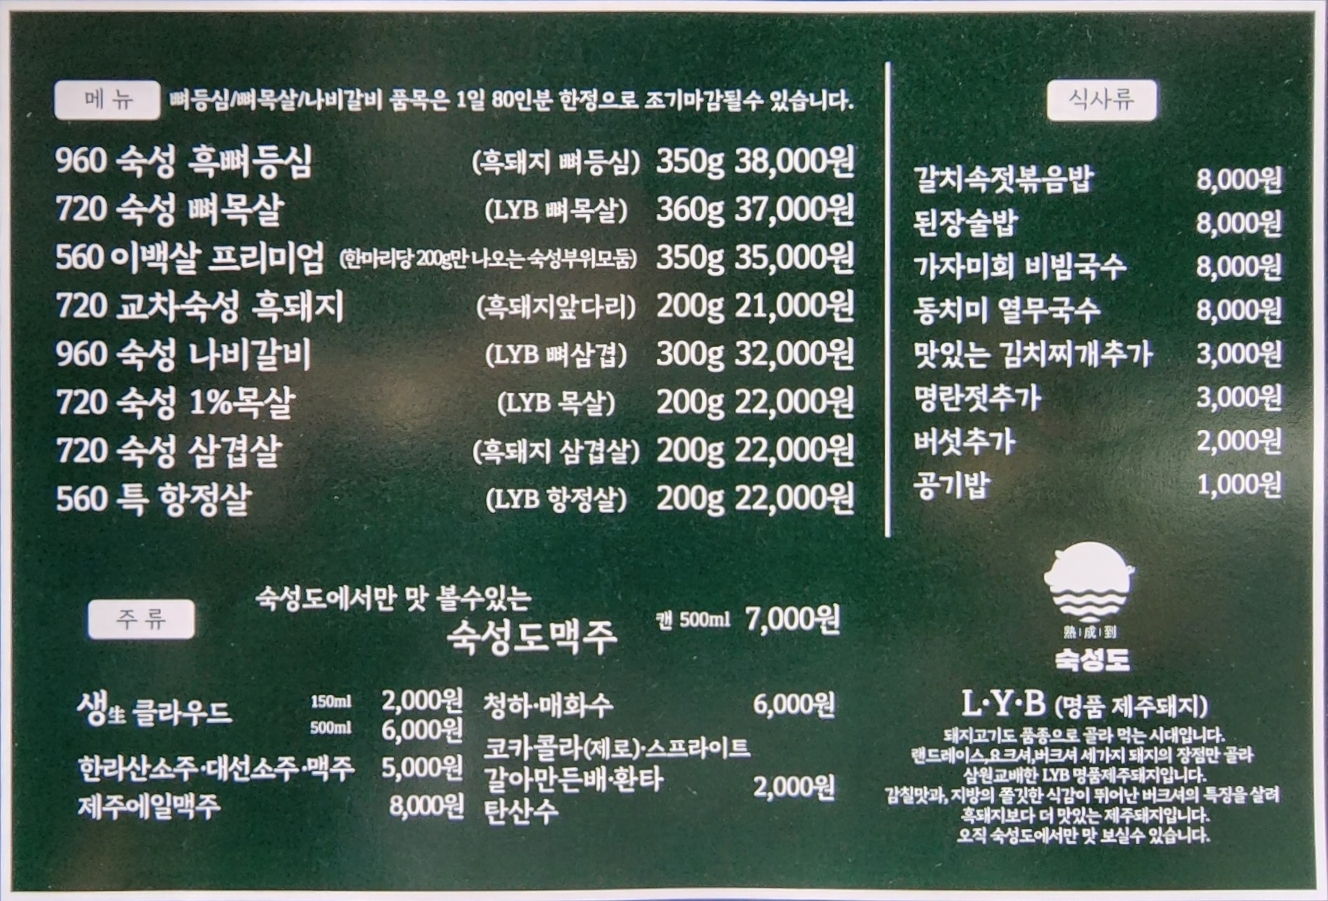 메뉴 뼈등심/뼈목살/나비갈비 품목은 1일 80인분 한정으로 조기마감될수 있습니다.
960 숙성 흑뼈등심 (흑돼지 뼈등심) 350g 38,000원
720 숙성 뼈목살 (LYB 뼈목살) 360g 37,000원
560 이백살 프리미엄 (한마리당 200g만 나오는 숙성부위모둠) 350g 35,000원
720 교차숙성 흑돼지 (흑돼지앞다리) 200g 21,000원
960 숙성 나비갈비 (LYB 뼈삼겹) 300g 32,000원
720 숙성 1%목살 (LYB 목살) 200g 22,000원
720 숙성 삼겹살 (흑돼지 삼겹살) 200g 22,000원
560 특 항정살 (LYB 항정살) 200g 22,000원
식사류
갈치속젓볶음밥 8,000원
된장술밥 8,000원
가자미회 비빔국수 8,000원
동치미 열무국수 8,000원
맛있는 김치찌개추가 3,000원
명란젓추가 3,000원
버섯추가 2,000원
공기밥 1,000원
주류
숙성도에서만 맛 볼수있는
숙성도맥주 캔 500ml 7,000원
생生 클라우드 150ml 2,000원
500ml 6,000원
한라산소주·대선소주·맥주 5,000원
제주에일맥주 8,000원
청하·매화수 6,000원
코카콜라(제로)·스프라이트
갈아만든배·환타 2,000원
탄산수
熟|成|到
숙성도
L·Y·B (명품 제주돼지)
돼지고기도 품종으로 골라 먹는 시대입니다.
랜드레이스,요크셔,버크셔 세가지 돼지의 장점만 골라
삼원교배한 LYB 명품제주돼지입니다.
감칠맛과, 지방의 쫄깃한 식감이 뛰어난 버크셔의 특징을 살려
흑돼지보다 더 맛있는 제주돼지입니다.
오직 숙성도에서만 맛 보실수 있습니다.